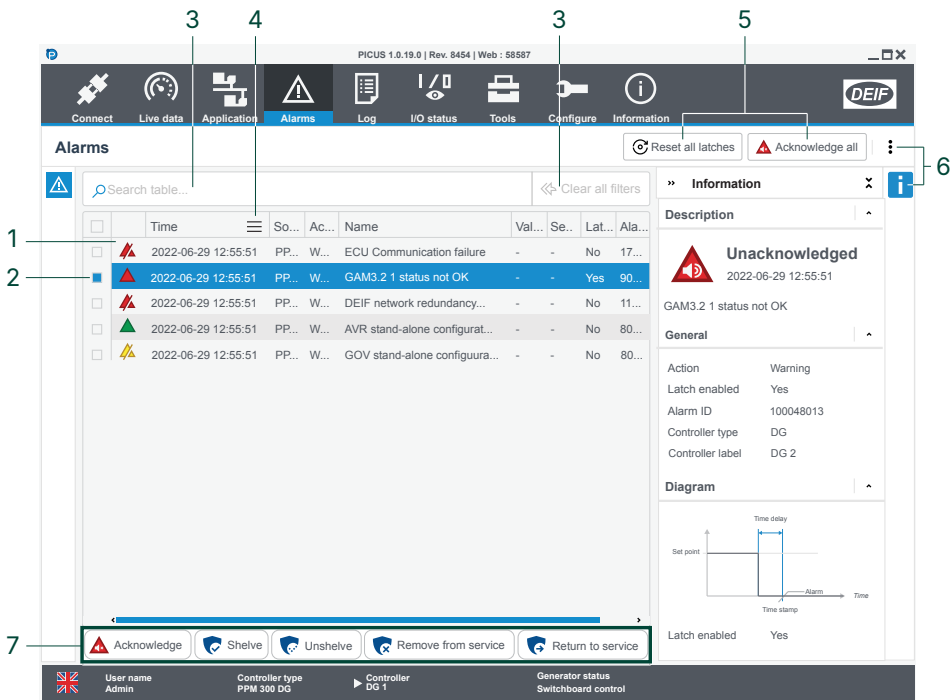 3
4
3
5
PICUS 1.0.19.0 | Rev. 8454 | Web : 58587
Connect
Live data
Application
Alarms
Log
I/O status
Tools
Configure
Information
DEIF
Alarms
Reset all latches
Acknowledge all
6
Search table...
Clear all filters
Information
Time So... Ac... Name Val... Se.. Lat... Ala...
1
2022-06-29 12:55:51 PP... W... ECU Communication failure - - No 17...
2
2022-06-29 12:55:51 PP... W... GAM3.2 1 status not OK - - Yes 90...
2022-06-29 12:55:51 PP... W... DEIF network redundancy... - - No 11...
2022-06-29 12:55:51 PP... W... AVR stand-alone configurat... - - No 80...
2022-06-29 12:55:51 PP... W... GOV stand-alone configuura... - - No 80...
Description
Unacknowledged
2022-06-29 12:55:51
GAM3.2 1 status not OK
General
Action Warning
Latch enabled Yes
Alarm ID 100048013
Controller type DG
Controller label DG 2
Diagram
Time delay
Set point
Alarm
Time
Time stamp
Latch enabled Yes
7
Acknowledge
Shelve
Unshelve
Remove from service
Return to service
User name
Admin
Controller type
PPM 300 DG
Controller
DG 1
Generator status
Switchboard control